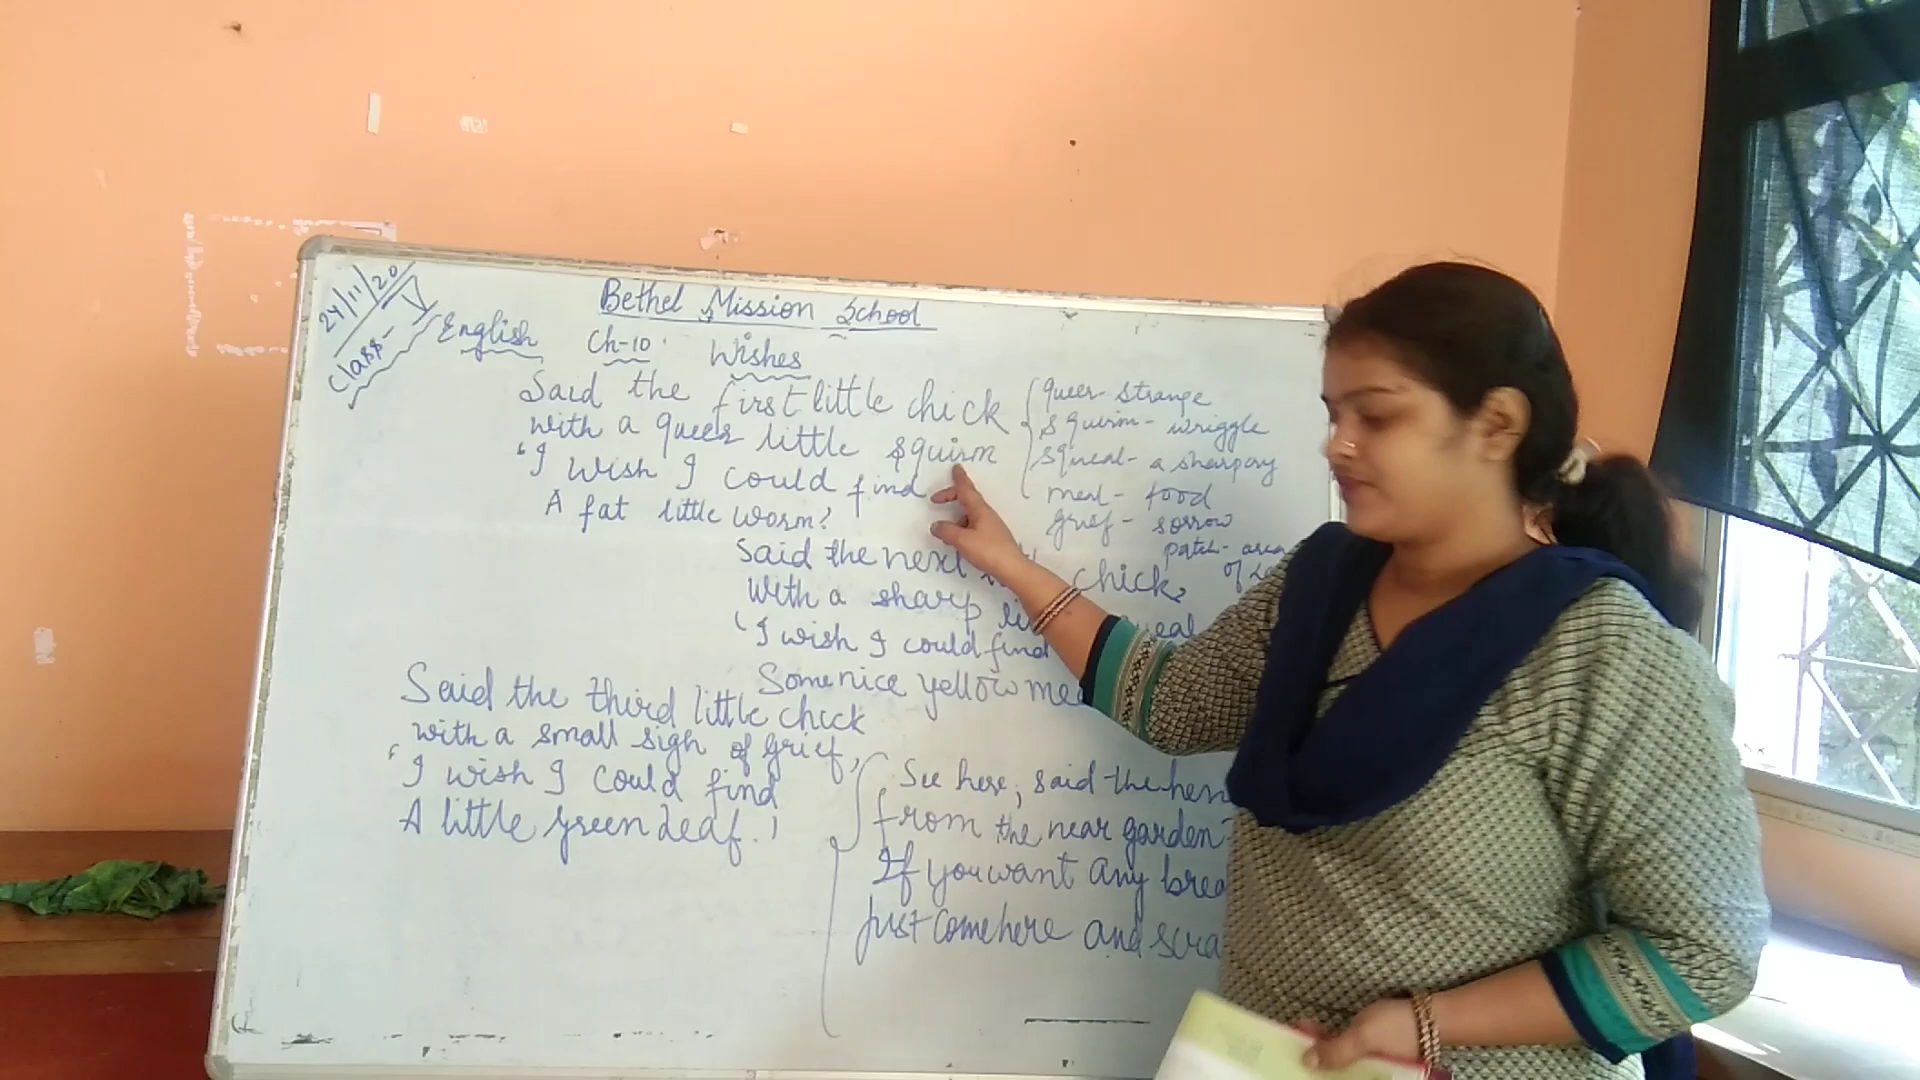 24/11/20
Class- V
Bethel Mission School
English Ch-10. Wishes
Said the first little chick
with a queer little squirm
'I wish I could find
A fat little worm?
queer- strange
squirm- wriggle
squeal- a sharp cry
meal- food
grief- sorrow
patch- area
of
Said the next chick,
with a sharp
'I wish I could find
Some nice yellow
Said the third little chick
with a small sigh of grief,
'I wish I could find
A little green leaf.'
See here, said the hen
from the near garden
If you want any
Just come here and